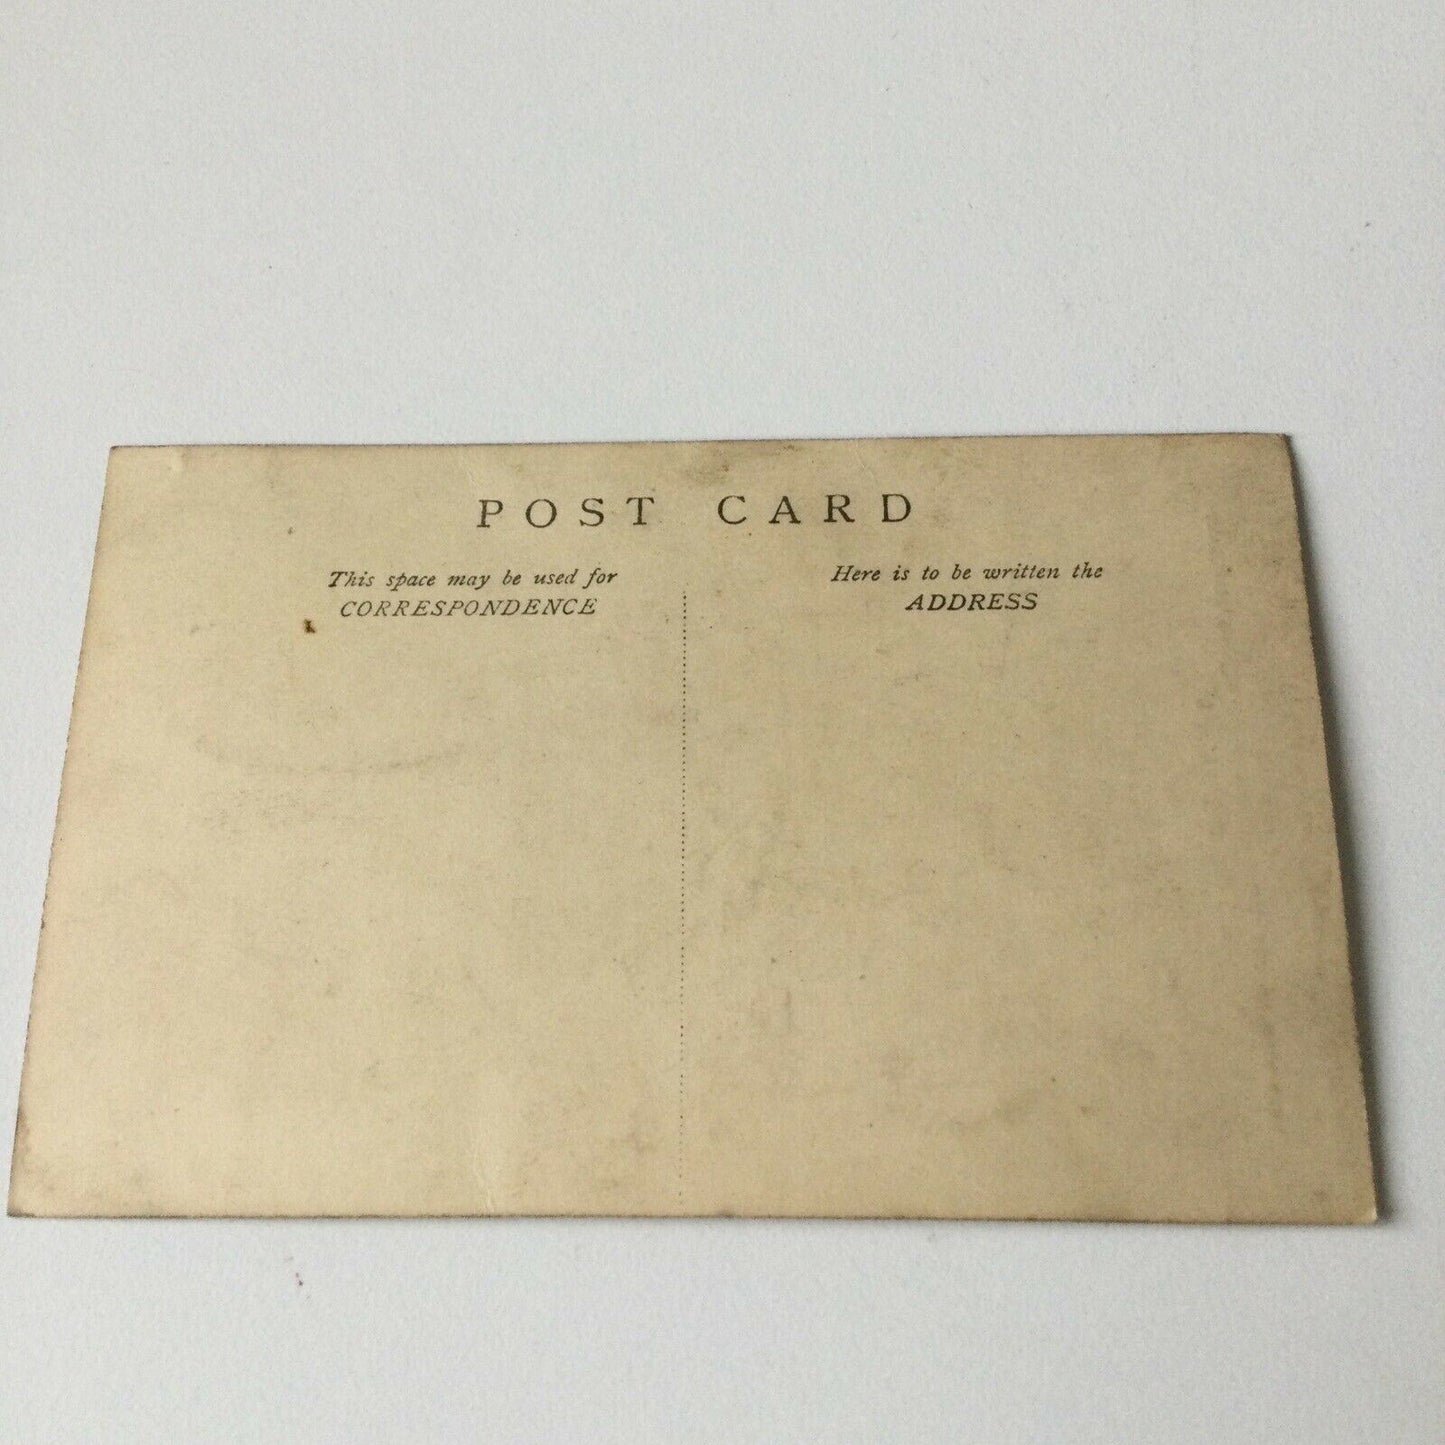 POST CARD
This space may be used for
CORRESPONDENCE
Here is to be written the
ADDRESS